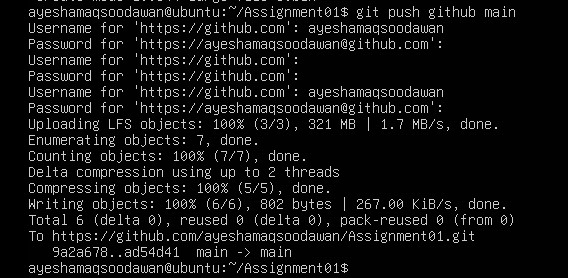 ayeshamaqsoodawan@ubuntu:~/Assignment01$ git push github main
Username for 'https://github.com': ayeshamaqsoodawan
Password for 'https://ayeshamaqsoodawan@github.com':
Username for 'https://github.com':
Password for 'https://github.com':
Username for 'https://github.com': ayeshamaqsoodawan
Password for 'https://ayeshamaqsoodawan@github.com':
Uploading LFS objects: 100% (3/3), 321 MB | 1.7 MB/s, done.
Enumerating objects: 7, done.
Counting objects: 100% (7/7), done.
Delta compression using up to 2 threads
Compressing objects: 100% (5/5), done.
Writing objects: 100% (6/6), 802 bytes | 267.00 KiB/s, done.
Total 6 (delta 0), reused 0 (delta 0), pack-reused 0 (from 0)
To https://github.com/ayeshamaqsoodawan/Assignment01.git
   9a2a678..ad54d41  main -> main
ayeshamaqsoodawan@ubuntu:~/Assignment01$